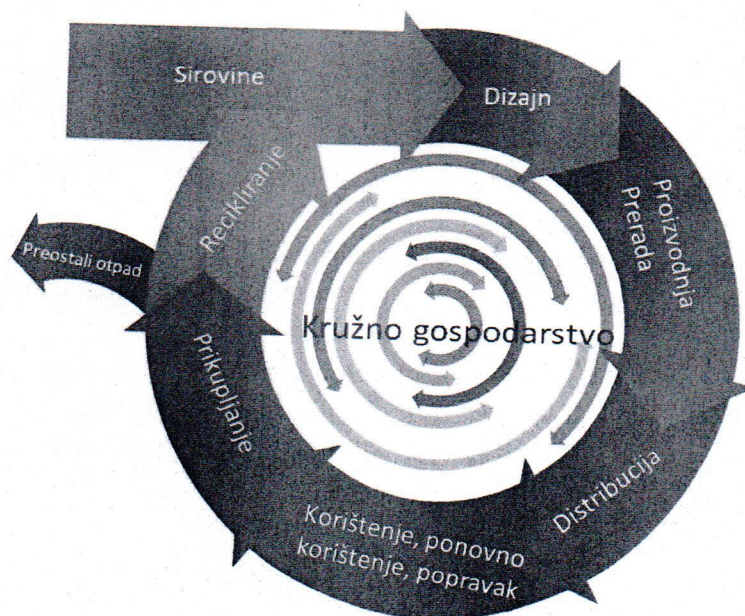 Sirovine
Dizajn
Proizvodnja
Prerada
Distribucija
Korištenje, ponovno
korištenje, popravak
Prikupljanje
Recikliranje
Preostali otpad
Kružno gospodarstvo